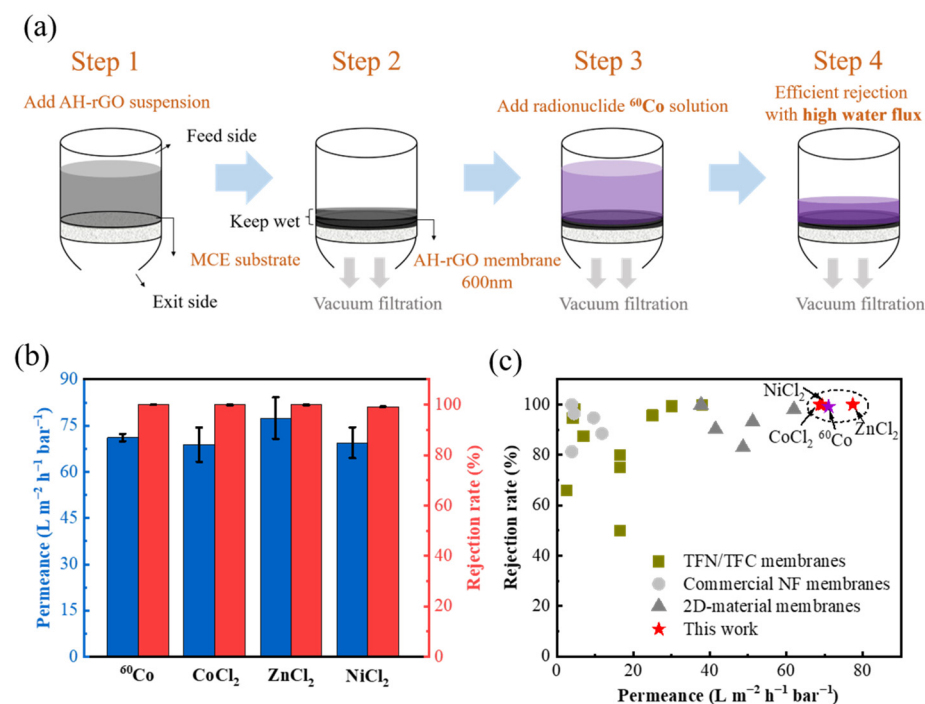 (a)
Step 1
Step 2
Step 3
Step 4
Add AH-rGO suspension
Add radionuclide ⁶⁰Co solution
Efficient rejection
with high water flux
Feed side
Keep wet
MCE substrate
AH-rGO membrane
600nm
Exit side
Vacuum filtration
Vacuum filtration
Vacuum filtration
(b)
Permeance (L m⁻² h⁻¹ bar⁻¹)
90
75
60
45
30
15
0
100
80
60
40
20
0
Rejection rate (%)
⁶⁰Co
CoCl₂
ZnCl₂
NiCl₂
(c)
Rejection rate (%)
100
80
60
40
20
0
NiCl₂
CoCl₂
⁶⁰Co
ZnCl₂
TFN/TFC membranes
Commercial NF membranes
2D-material membranes
This work
0
20
40
60
80
Permeance (L m⁻² h⁻¹ bar⁻¹)